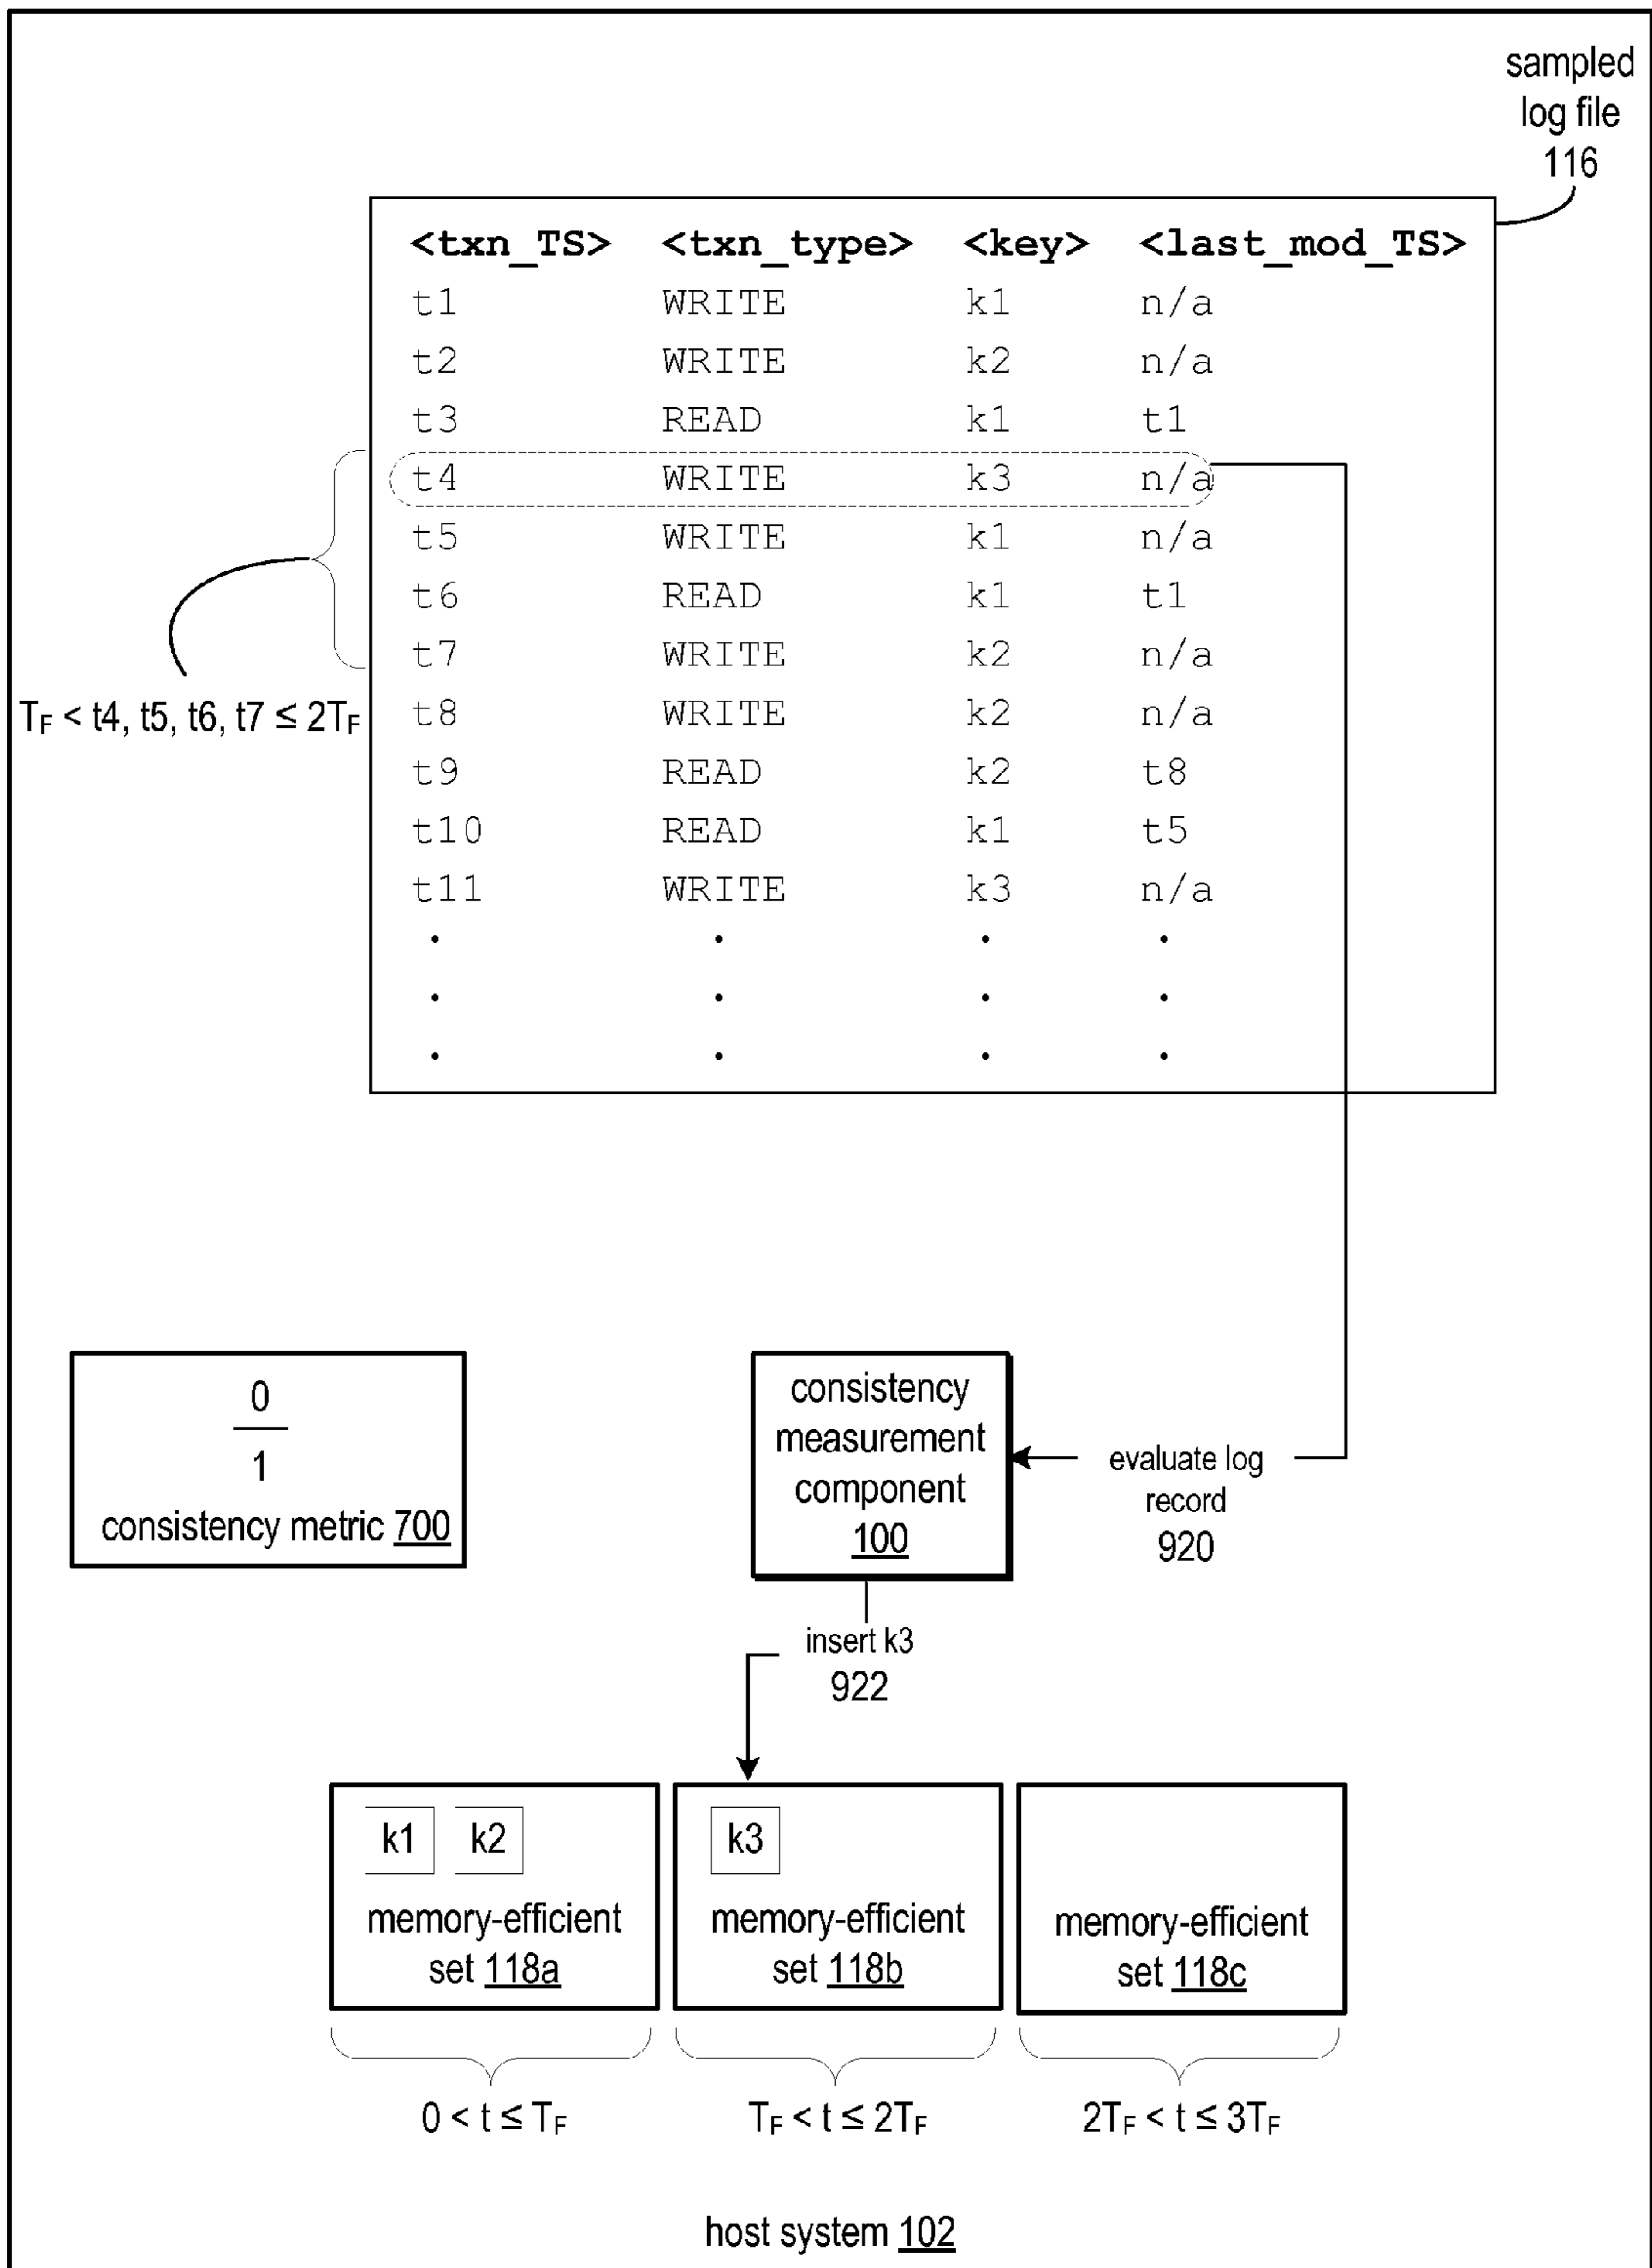 sampled
log file
116
<txn_TS> <txn_type> <key> <last_mod_TS>
t1 WRITE k1 n/a
t2 WRITE k2 n/a
t3 READ k1 t1
t4 WRITE k3 n/a
t5 WRITE k1 n/a
t6 READ k1 t1
t7 WRITE k2 n/a
TF < t4, t5, t6, t7 ≤ 2TF
t8 WRITE k2 n/a
t9 READ k2 t8
t10 READ k1 t5
t11 WRITE k3 n/a
. . . .
. . . .
. . . .
0
1
consistency metric 700
consistency
measurement
component
100
evaluate log
record
920
insert k3
922
k1 k2
memory-efficient
set 118a
k3
memory-efficient
set 118b
memory-efficient
set 118c
0 < t ≤ TF
TF < t ≤ 2TF
2TF < t ≤ 3TF
host system 102